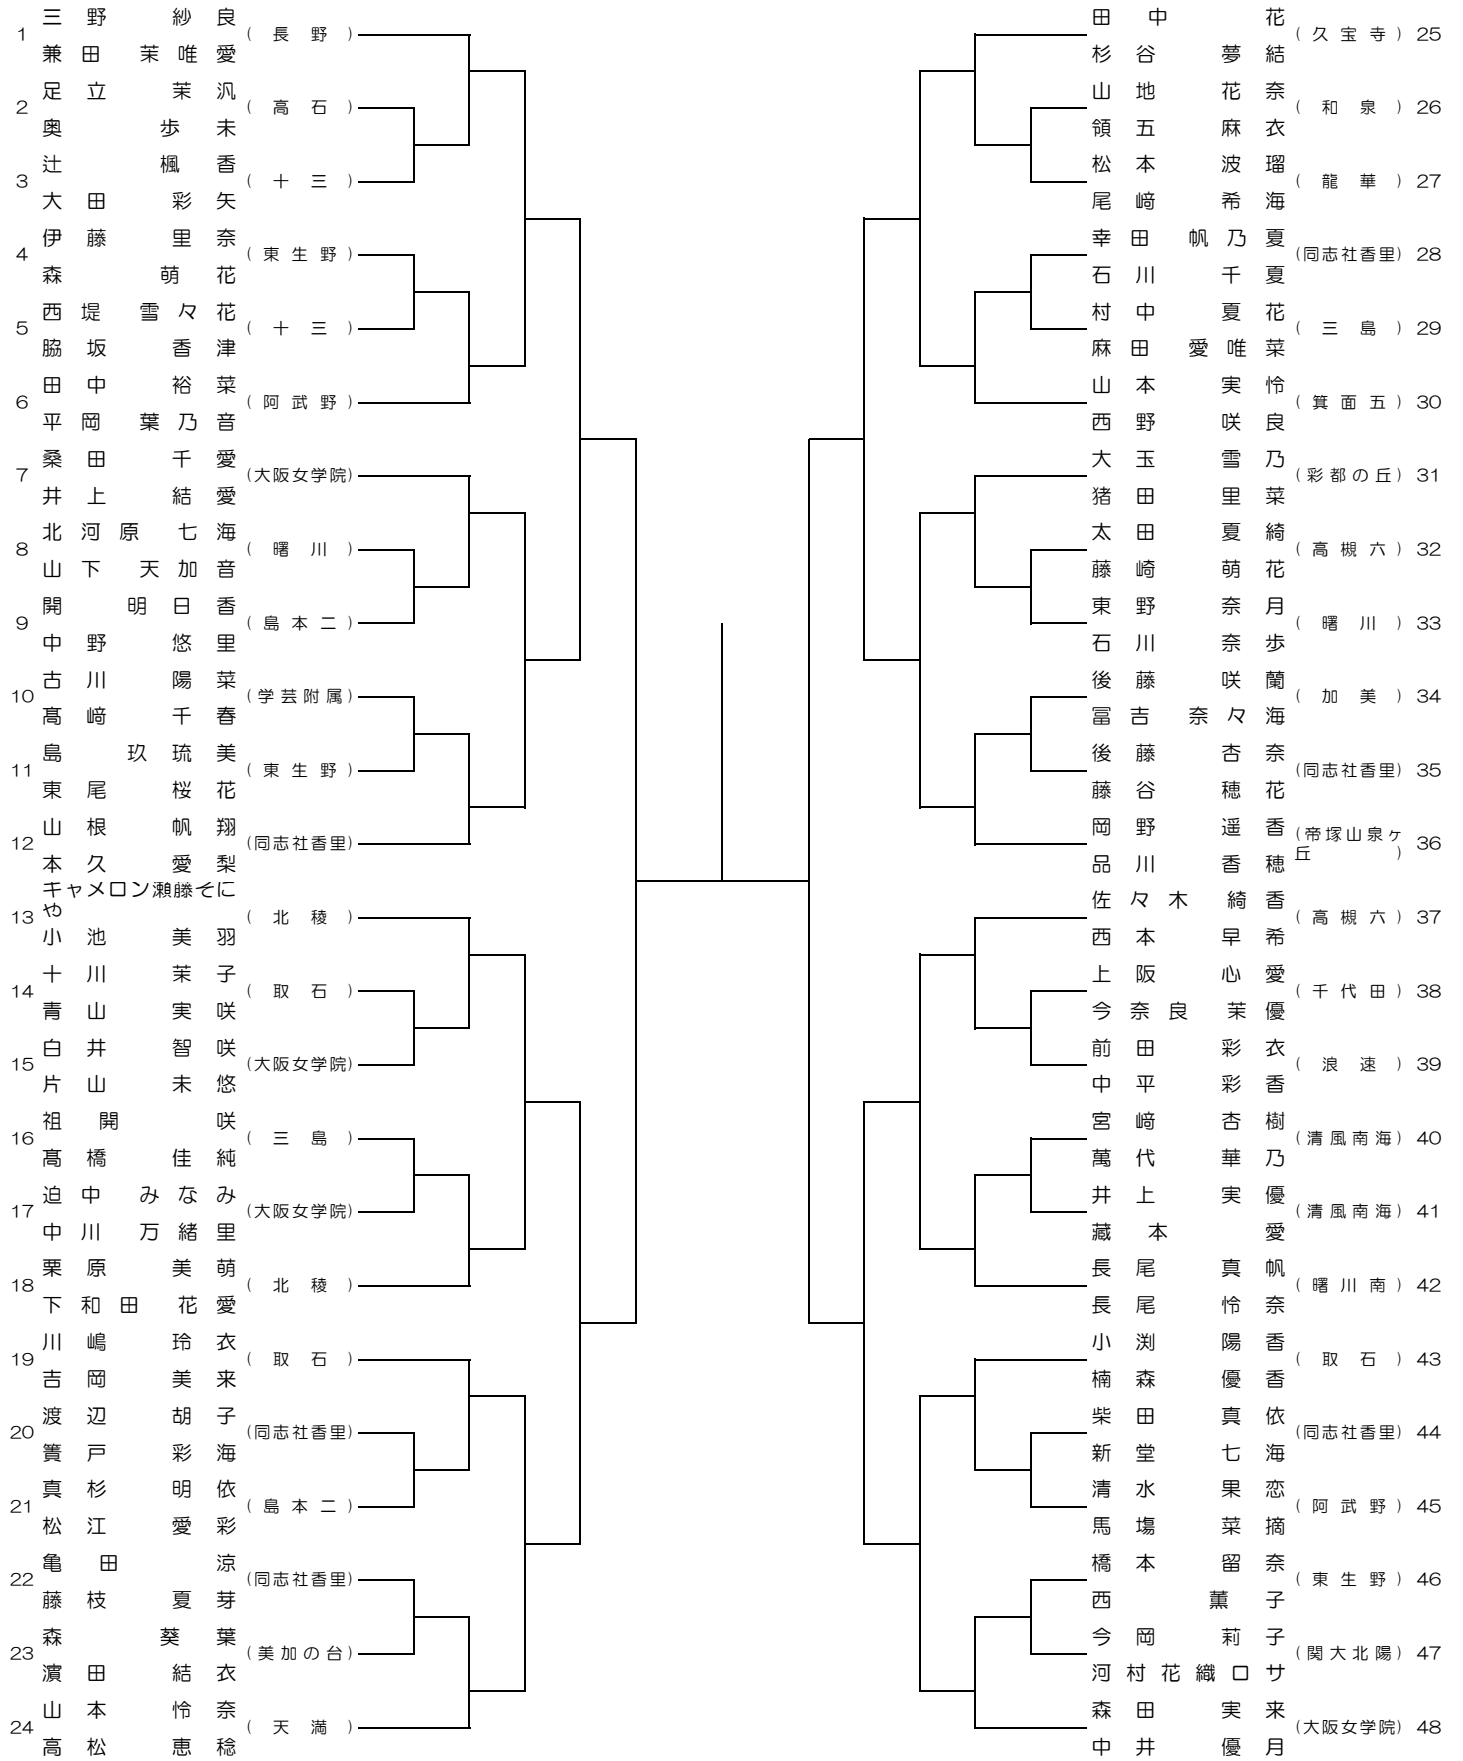 1 三野 紗良 (長野)
兼田 茉唯愛
2 足立 茉汎 (高石)
奥 歩未
3 辻 楓香 (十三)
大田 彩矢
4 伊藤 里奈 (東生野)
森 萌花
5 西堤 雪々花 (十三)
脇坂 香津
6 田中 裕菜 (阿武野)
平岡 葉乃音
7 桑田 千愛 (大阪女学院)
井上 結愛
8 北河原 七海 (曙川)
山下 天加音
9 開 明日香 (島本二)
中野 悠里
10 古川 陽菜 (学芸附属)
髙﨑 千春
11 島 玖琉美 (東生野)
東尾 桜花
12 山根 帆翔 (同志社香里)
本久 愛梨
13 キャメロン瀬藤そに
や (北稜)
小池 美羽
14 十川 茉子 (取石)
青山 実咲
15 白井 智咲 (大阪女学院)
片山 未悠
16 祖開 咲 (三島)
髙橋 佳純
17 迫中 みなみ (大阪女学院)
中川 万緒里
18 栗原 美萌 (北稜)
下和田 花愛
19 川嶋 玲衣 (取石)
吉岡 美来
20 渡辺 胡子 (同志社香里)
簀戸 彩海
21 真杉 明依 (島本二)
松江 愛彩
22 亀田 涼 (同志社香里)
藤枝 夏芽
23 森 葵葉 (美加の台)
濵田 結衣
24 山本 怜奈 (天満)
高松 恵稔
田中 花 (久宝寺) 25
杉谷 夢結
山地 花奈 (和泉) 26
領五 麻衣
松本 波瑠 (龍華) 27
尾﨑 希海
幸田 帆乃夏 (同志社香里) 28
石川 千夏
村中 夏花 (三島) 29
麻田 愛唯菜
山本 実怜 (箕面五) 30
西野 咲良
大玉 雪乃 (彩都の丘) 31
猪田 里菜
太田 夏綺 (高槻六) 32
藤崎 萌花
東野 奈月 (曙川) 33
石川 奈歩
後藤 咲蘭 (加美) 34
冨吉 奈々海
後藤 杏奈 (同志社香里) 35
藤谷 穂花
岡野 遥香 (帝塚山泉ヶ
丘) 36
品川 香穂
佐々木 綺香 (高槻六) 37
西本 早希
上阪 心愛 (千代田) 38
今奈良 茉優
前田 彩衣 (浪速) 39
中平 彩香
宮﨑 杏樹 (清風南海) 40
萬代 華乃
井上 実優 (清風南海) 41
藏本 愛
長尾 真帆 (曙川南) 42
長尾 怜奈
小渕 陽香 (取石) 43
楠森 優香
柴田 真依 (同志社香里) 44
新堂 七海
清水 果恋 (阿武野) 45
馬塲 菜摘
橋本 留奈 (東生野) 46
西 薫子
今岡 莉子 (関大北陽) 47
河村花織ロサ
森田 実来 (大阪女学院) 48
中井 優月